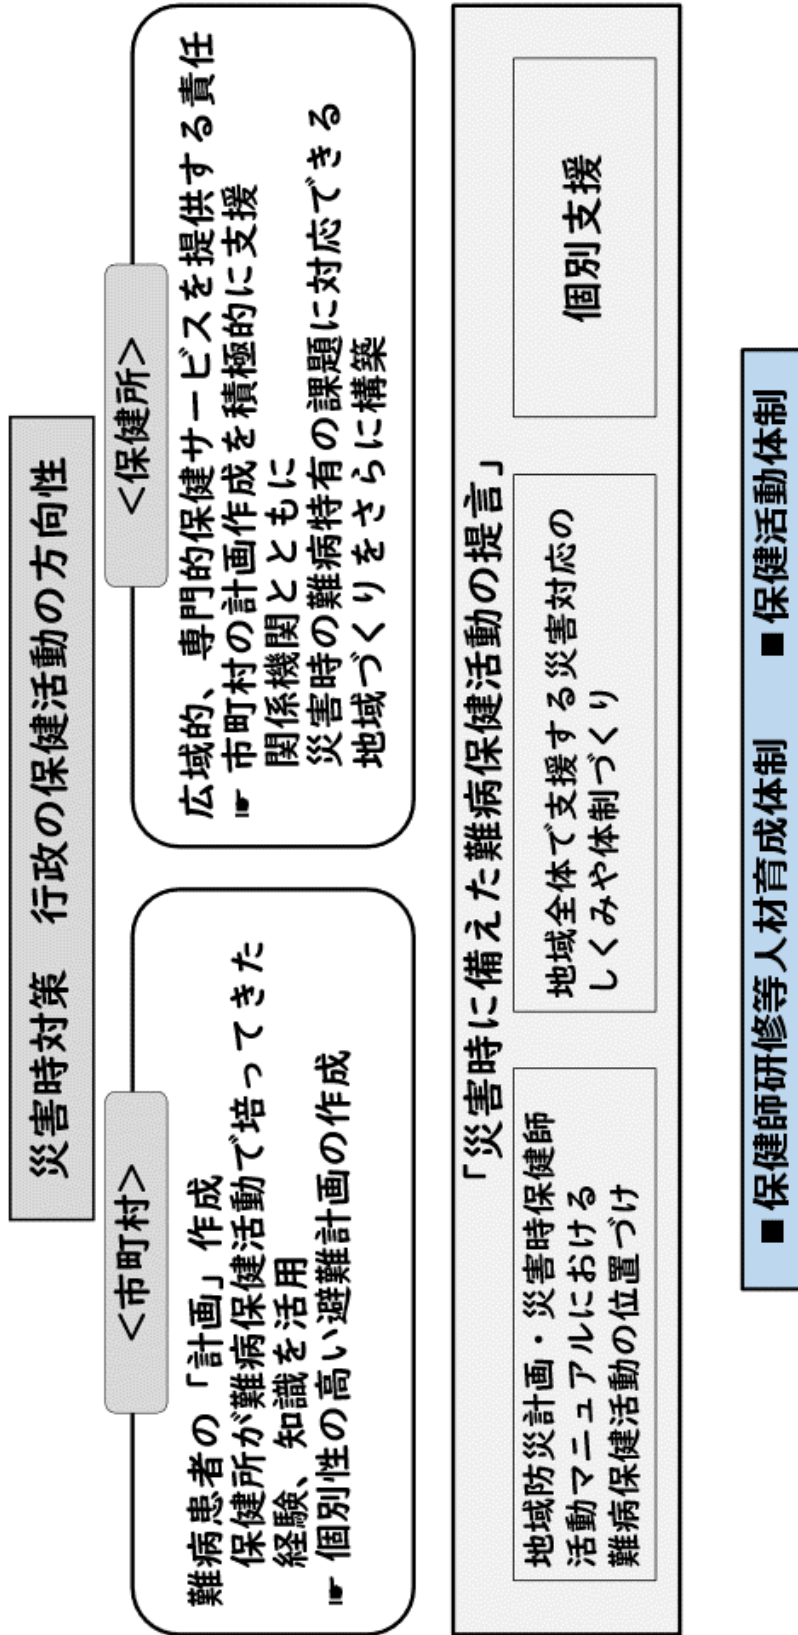 災害時対策　行政の保健活動の方向性
<市町村>
難病患者の「計画」作成
保健所が難病保健活動で培ってきた
経験、知識を活用
☛ 個別性の高い避難計画の作成
<保健所>
広域的、専門的保健サービスを提供する責任
☛ 市町村の計画作成を積極的に支援
関係機関とともに
災害時の難病特有の課題に対応できる
地域づくりをさらに構築
「災害時に備えた難病保健活動の提言」
地域防災計画・災害時保健師
活動マニュアルにおける
難病保健活動の位置づけ
地域全体で支援する災害対応の
しくみや体制づくり
個別支援
■ 保健師研修等人材育成体制　■ 保健活動体制